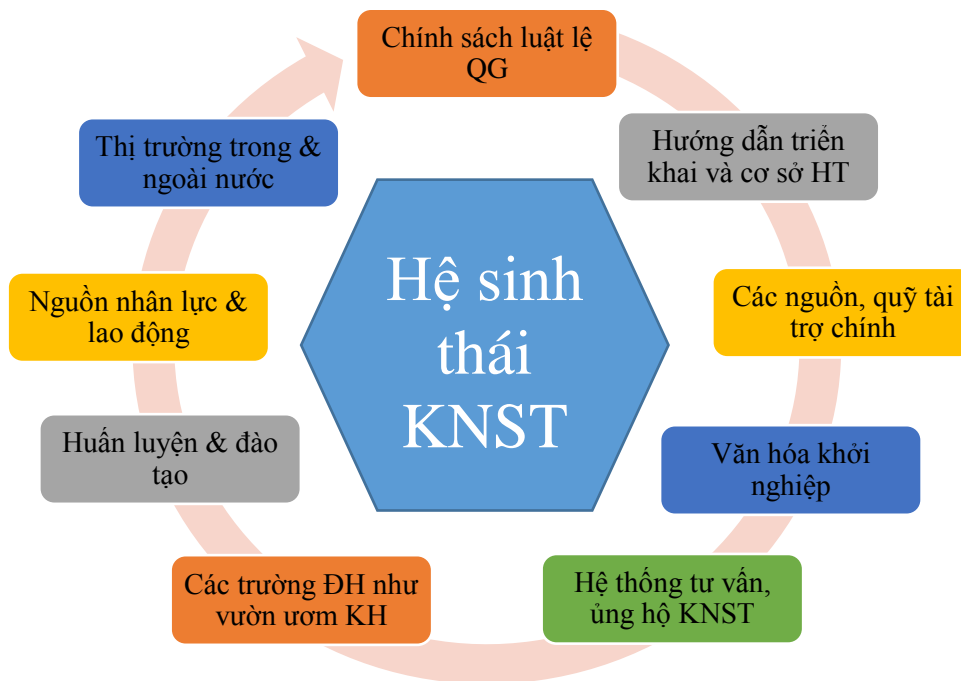 Chính sách luật lệ
QG
Hướng dẫn triển
khai và cơ sở HT
Các nguồn, quỹ tài
trợ chính
Văn hóa khởi
nghiệp
Hệ thống tư vấn,
ủng hộ KNST
Các trường ĐH như
vườn ươm KH
Huấn luyện & đào
tạo
Nguồn nhân lực &
lao động
Thị trường trong &
ngoài nước
Hệ sinh
thái
KNST